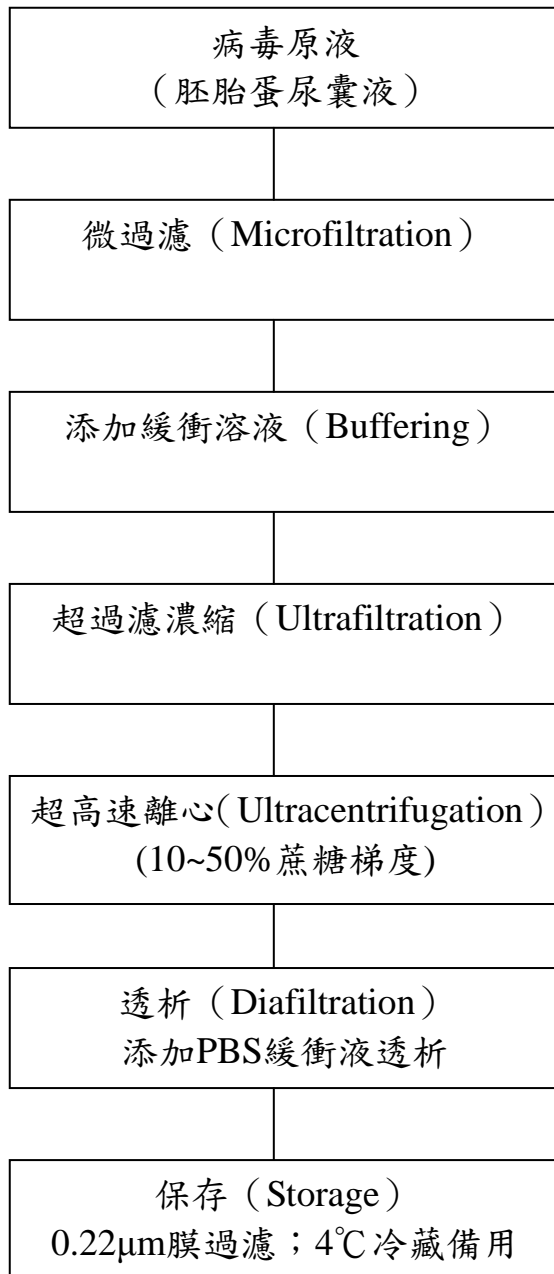 病毒原液
（胚胎蛋尿囊液）
微過濾（Microfiltration）
添加緩衝溶液（Buffering）
超過濾濃縮（Ultrafiltration）
超高速離心（Ultracentrifugation）
(10~50%蔗糖梯度)
透析（Diafiltration）
添加PBS緩衝液透析
保存（Storage）
0.22μm膜過濾；4℃冷藏備用